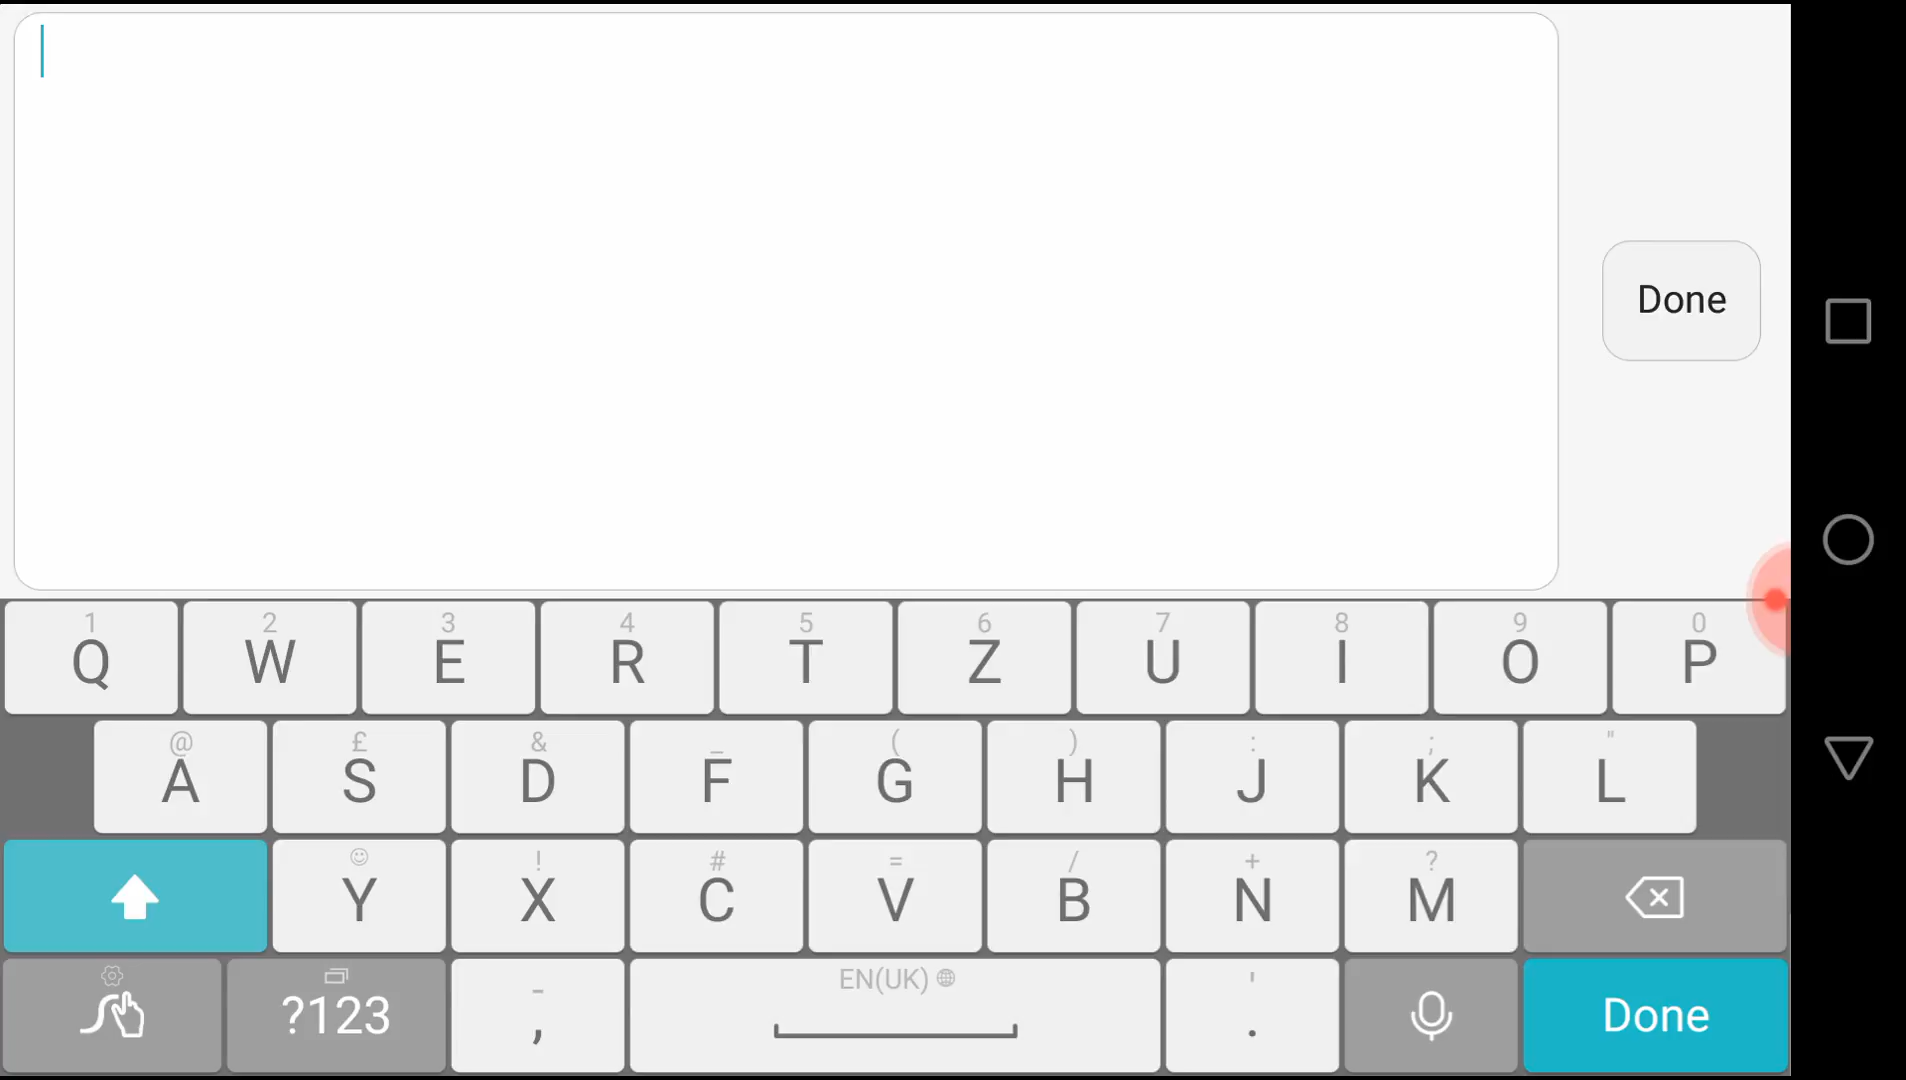 Done
1 2 3 4 5 6 7 8 9 0
Q W E R T Z U I O P
@ £ & _ ( ) : ; "
A S D F G H J K L
! # = / + ?
Y X C V B N M
- EN(UK) '
?123 , . Done